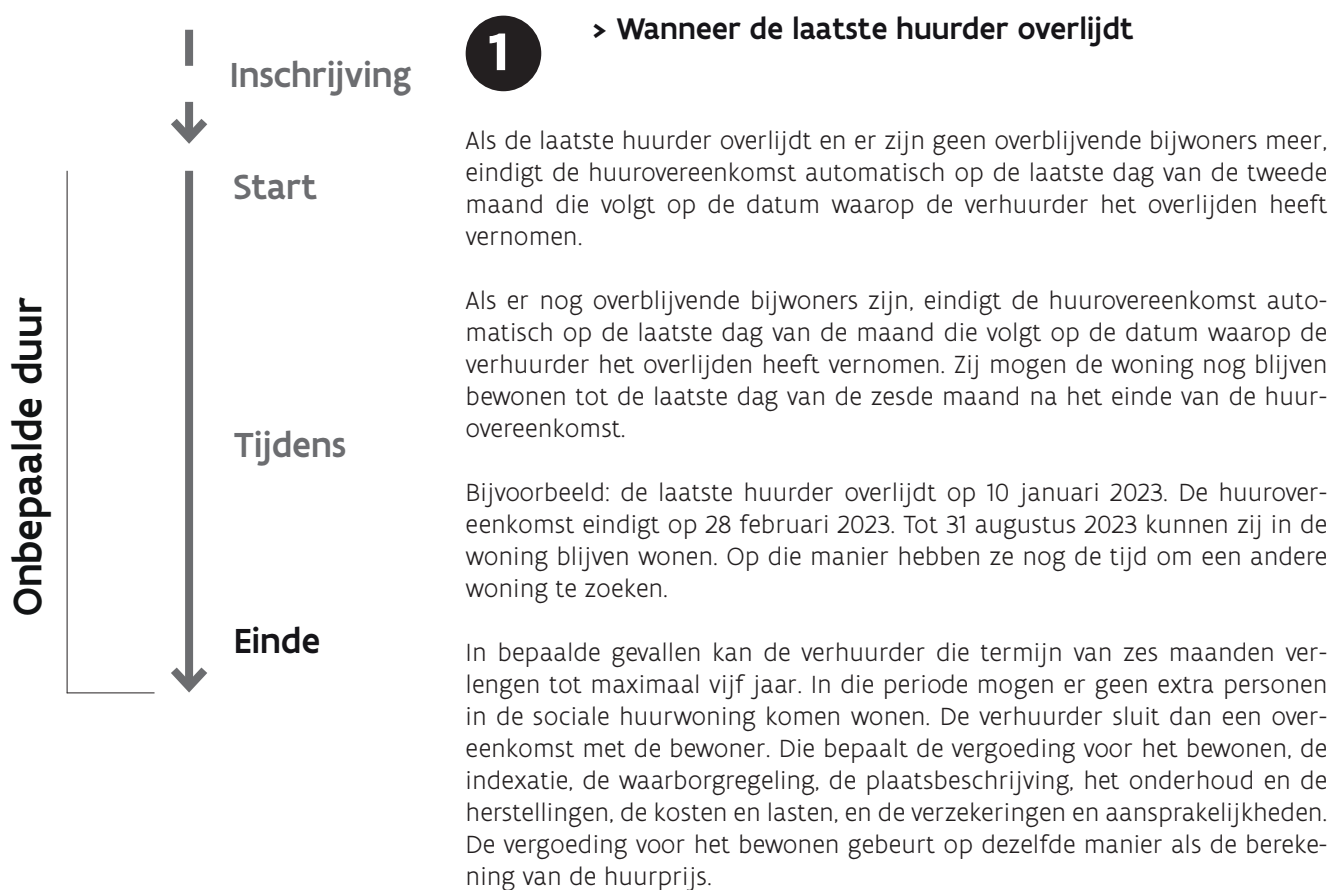 Onbepaalde duur
Inschrijving
Start
Tijdens
Einde
1
> Wanneer de laatste huurder overlijdt
Als de laatste huurder overlijdt en er zijn geen overblijvende bijwoners meer,
eindigt de huurovereenkomst automatisch op de laatste dag van de tweede
maand die volgt op de datum waarop de verhuurder het overlijden heeft
vernomen.
Als er nog overblijvende bijwoners zijn, eindigt de huurovereenkomst auto-
matisch op de laatste dag van de maand die volgt op de datum waarop de
verhuurder het overlijden heeft vernomen. Zij mogen de woning nog blijven
bewonen tot de laatste dag van de zesde maand na het einde van de huur-
overeenkomst.
Bijvoorbeeld: de laatste huurder overlijdt op 10 januari 2023. De huurover-
eenkomst eindigt op 28 februari 2023. Tot 31 augustus 2023 kunnen zij in de
woning blijven wonen. Op die manier hebben ze nog de tijd om een andere
woning te zoeken.
In bepaalde gevallen kan de verhuurder die termijn van zes maanden ver-
lengen tot maximaal vijf jaar. In die periode mogen er geen extra personen
in de sociale huurwoning komen wonen. De verhuurder sluit dan een over-
eenkomst met de bewoner. Die bepaalt de vergoeding voor het bewonen, de
indexatie, de waarborgregeling, de plaatsbeschrijving, het onderhoud en de
herstellingen, de kosten en lasten, en de verzekeringen en aansprakelijkheden.
De vergoeding voor het bewonen gebeurt op dezelfde manier als de bereke-
ning van de huurprijs.